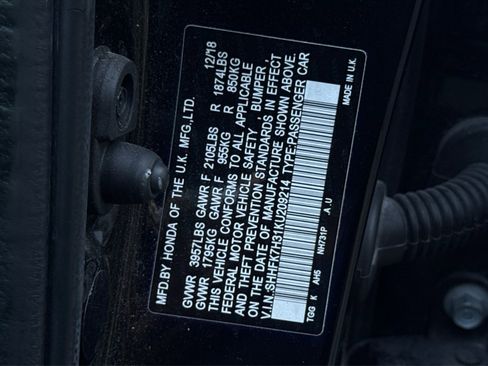 MFD.BY HONDA OF THE U.K. MFG.,LTD. 12/18
GVWR 3957LBS GAWR F 2105LBS R 1874LBS
GVWR 1795KG GAWR F 955KG R 850KG
THIS VEHICLE CONFORMS TO ALL APPLICABLE
FEDERAL MOTOR VEHICLE SAFETY , BUMPER ,
AND THEFT PREVENTION STANDARDS IN EFFECT
ON THE DATE OF MANUFACTURE SHOWN ABOVE.
V.I.N.:SHHFK7H31KU209214 TYPE:PASSENGER CAR
TGG K AH5 NH731P A.U MADE IN U.K.